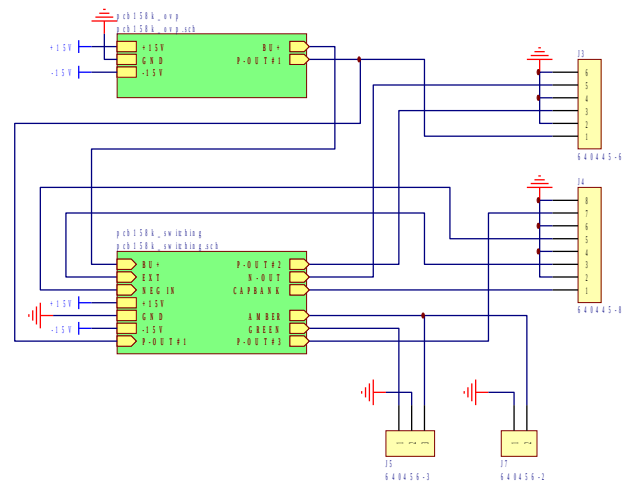 pcb158k_ovp
pcb158k_ovp.sch
+15V
+15V
BU+
GND
P-OUT#1
-15V
-15V
J3
6
5
4
3
2
1
640445-6
J4
8
7
6
5
4
3
2
1
640445-8
pcb158k_swinbing
pcb158k_swinbing.sch
BU+
P-OUT#2
EXT
N-OUT
NEG IN
CAPBANK
+15V
+15V
GND
AMBER
-15V
-15V
GREEN
P-OUT#1
P-OUT#3
1
2
3
J5
640456-3
1
2
J7
640456-2